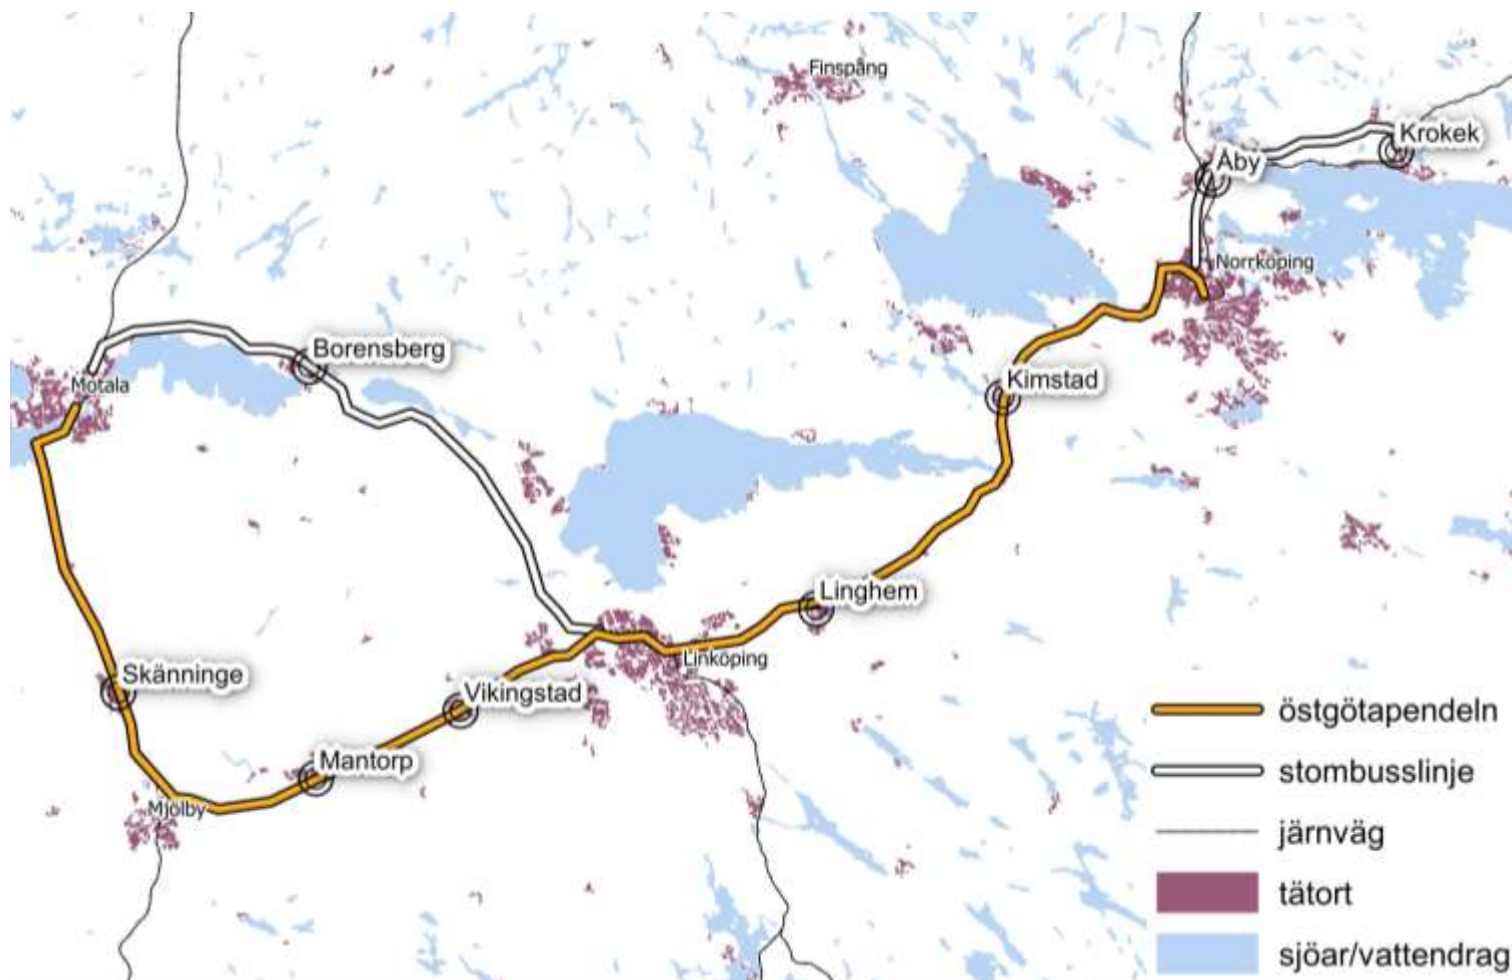 Finspång
Krokek
Åby
Norrköping
Borensberg
Motala
Kimstad
Linghem
Linköping
Skänninge
Vikingstad
Mantorp
Mjölby
östgötapendeln
stombusslinje
järnväg
tätort
sjöar/vattendrag